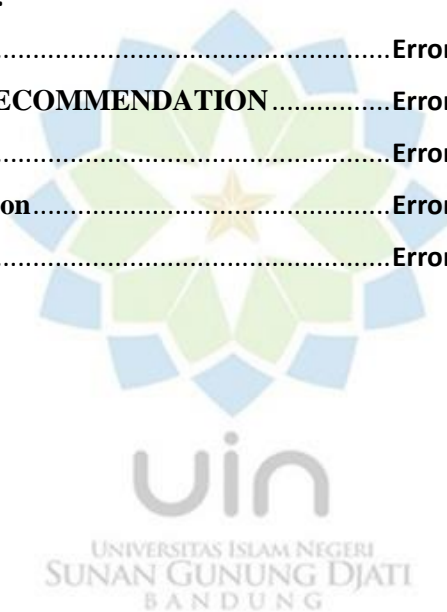 .
........................................................Error
ECOMMENDATION.................Error
........................................................Error
on....................................................Error
........................................................Error
uin
UNIVERSITAS ISLAM NEGERI
SUNAN GUNUNG DJATI
BANDUNG